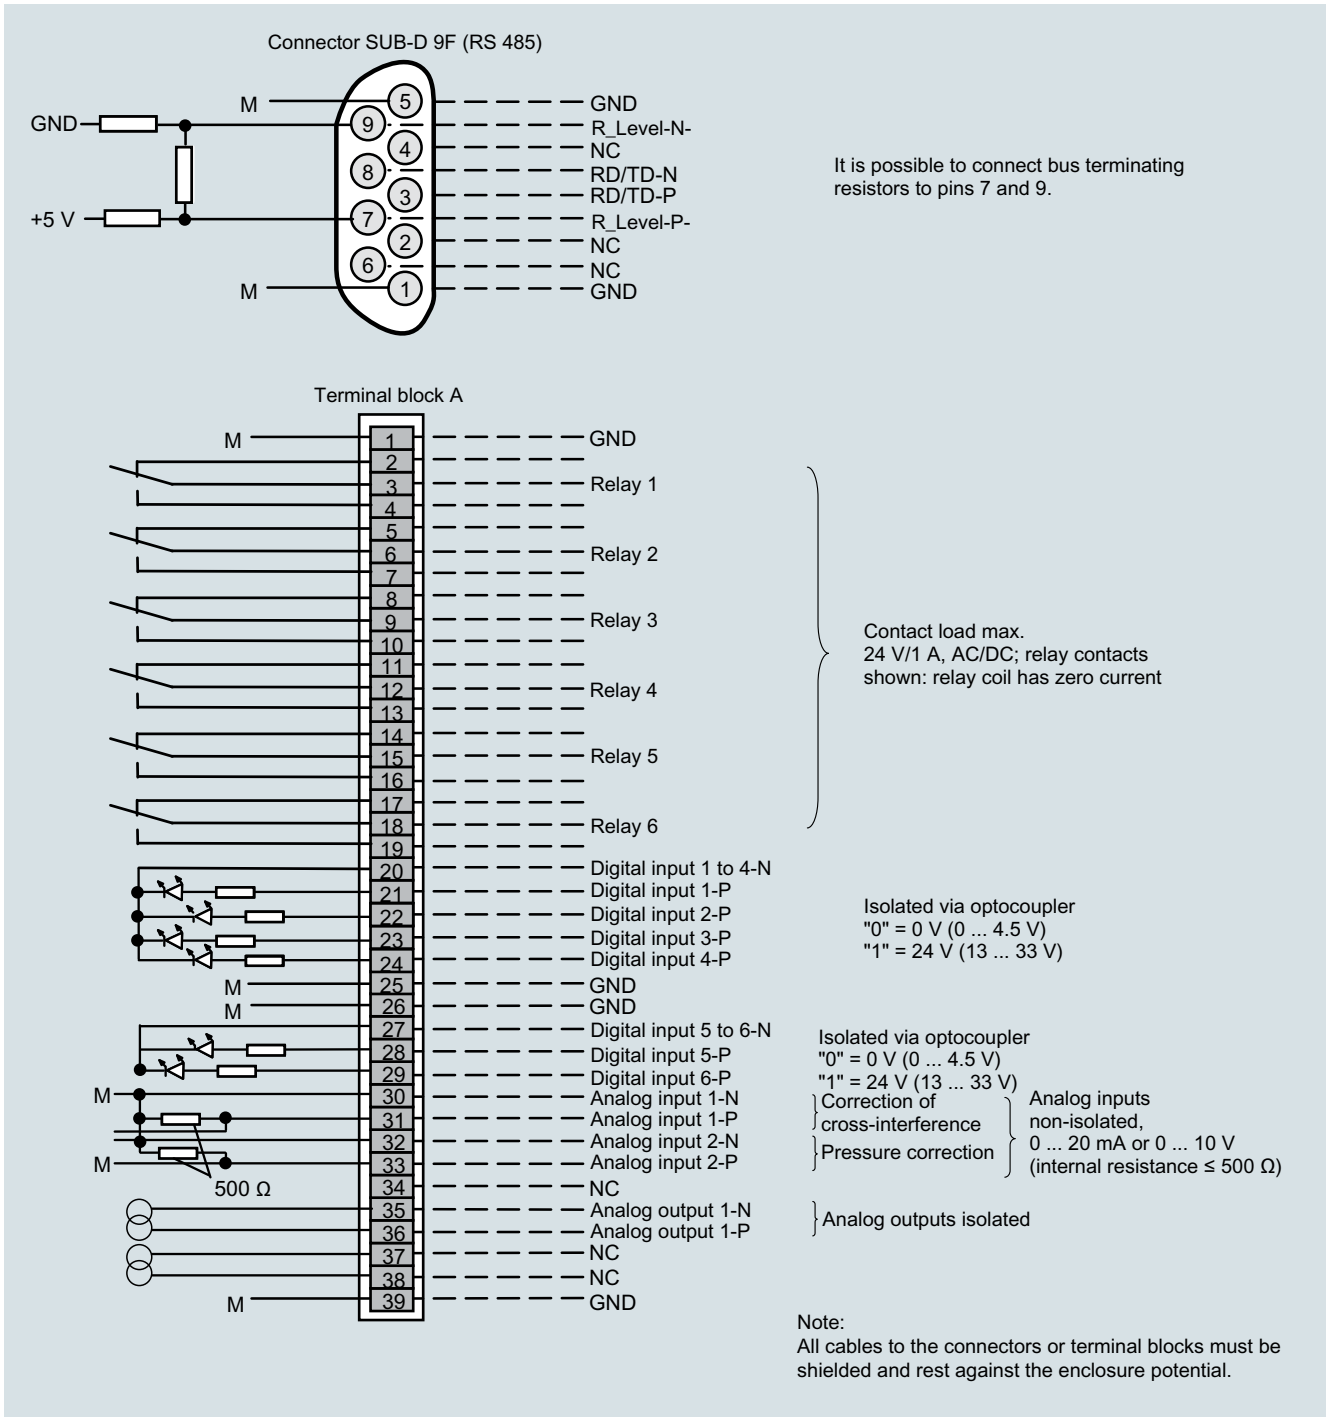 Connector SUB-D 9F (RS 485)
M 5 GND
GND 9 R_Level-N-
4 NC
8 RD/TD-N
3 RD/TD-P
+5 V 7 R_Level-P-
2 NC
6 NC
M 1 GND
It is possible to connect bus terminating
resistors to pins 7 and 9.
Terminal block A
M 1 GND
2
3 Relay 1
4
5
6 Relay 2
7
8
9 Relay 3
10
11
12 Relay 4
13
14
15 Relay 5
16
17
18 Relay 6
19
Contact load max.
24 V/1 A, AC/DC; relay contacts
shown: relay coil has zero current
20 Digital input 1 to 4-N
21 Digital input 1-P
22 Digital input 2-P
23 Digital input 3-P
24 Digital input 4-P
Isolated via optocoupler
"0" = 0 V (0 ... 4.5 V)
"1" = 24 V (13 ... 33 V)
M 25 GND
M 26 GND
27 Digital input 5 to 6-N
28 Digital input 5-P
29 Digital input 6-P
Isolated via optocoupler
"0" = 0 V (0 ... 4.5 V)
"1" = 24 V (13 ... 33 V)
M 30 Analog input 1-N
31 Analog input 1-P
32 Analog input 2-N
M 33 Analog input 2-P
500 Ω
Correction of
cross-interference
Pressure correction
Analog inputs
non-isolated,
0 ... 20 mA or 0 ... 10 V
(internal resistance ≤ 500 Ω)
34 NC
35 Analog output 1-N
36 Analog output 1-P
Analog outputs isolated
37 NC
38 NC
M 39 GND
Note:
All cables to the connectors or terminal blocks must be
shielded and rest against the enclosure potential.